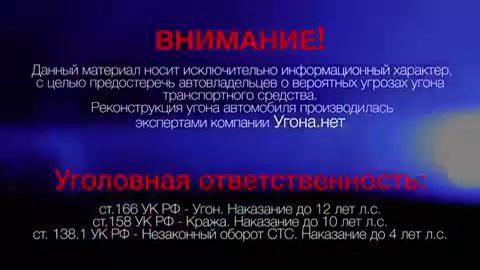 ВНИМАНИЕ!
Данный материал носит исключительно информационный характер,
с целью предостеречь автовладельцев о вероятных угрозах угона
транспортного средства.
Реконструкция угона автомобиля производилась
экспертами компании Угона.нет
Уголовная ответственность:
ст.166 УК РФ - Угон. Наказание до 12 лет л.с.
ст.158 УК РФ - Кража. Наказание до 10 лет л.с.
ст. 138.1 УК РФ - Незаконный оборот СТС. Наказание до 4 лет л.с.